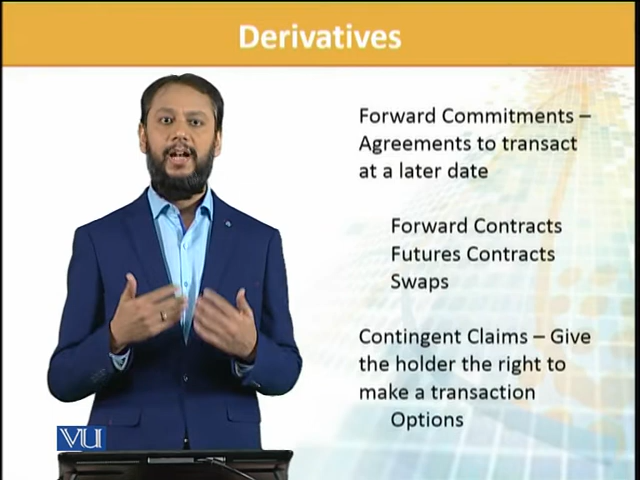 Derivatives
Forward Commitments –
Agreements to transact
at a later date
Forward Contracts
Futures Contracts
Swaps
Contingent Claims – Give
the holder the right to
make a transaction
Options
VU